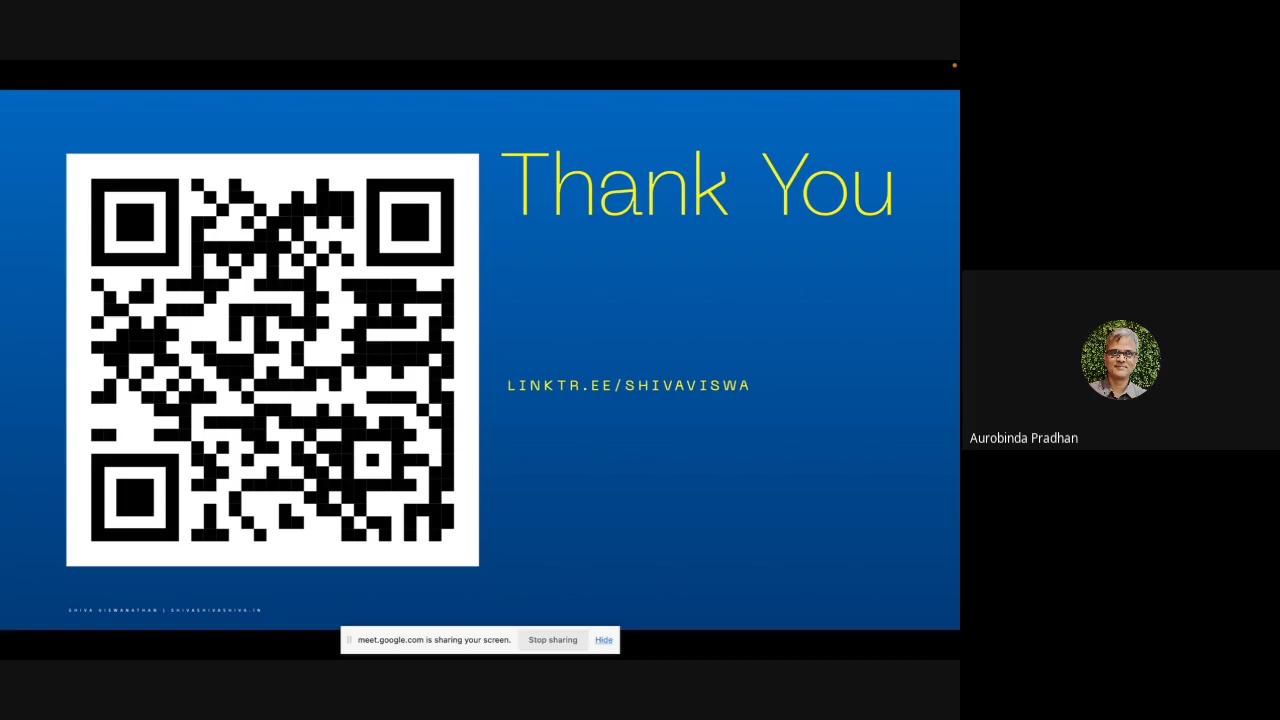 Thank You
LINKTR.EE/SHIVAVISWA
SHIVA VISWANATHAN | SHIVASHIVASHIVA.IN
meet.google.com is sharing your screen. Stop sharing Hide
Aurobinda Pradhan